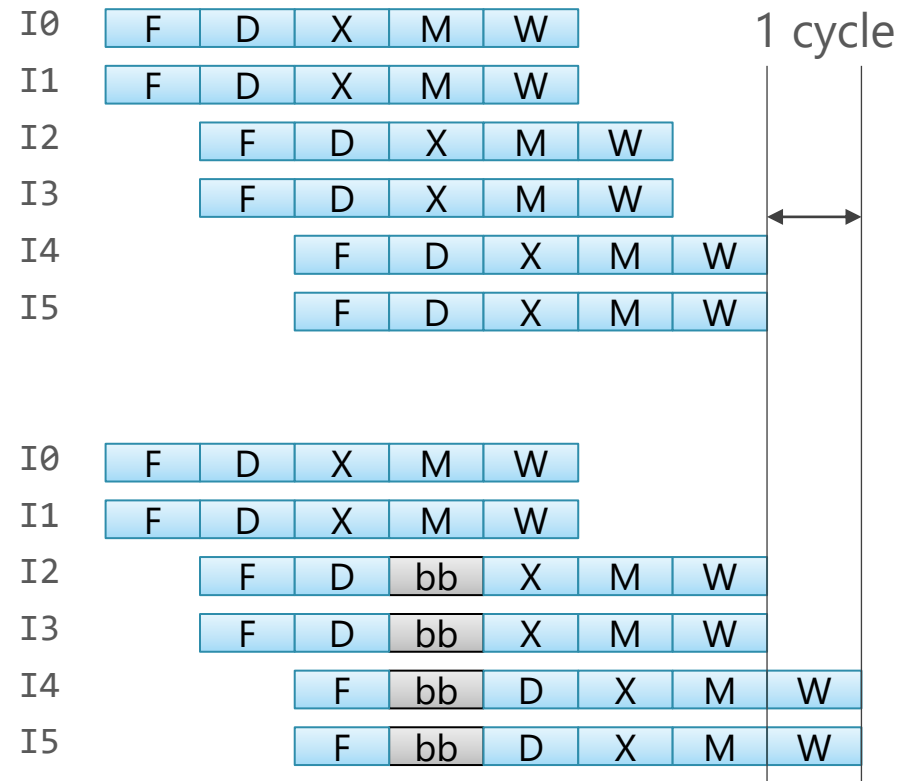 1 cycle
I0 F D X M W
I1 F D X M W
I2 F D X M W
I3 F D X M W
I4 F D X M W
I5 F D X M W
I0 F D X M W
I1 F D X M W
I2 F D bb X M W
I3 F D bb X M W
I4 F bb D X M W
I5 F bb D X M W